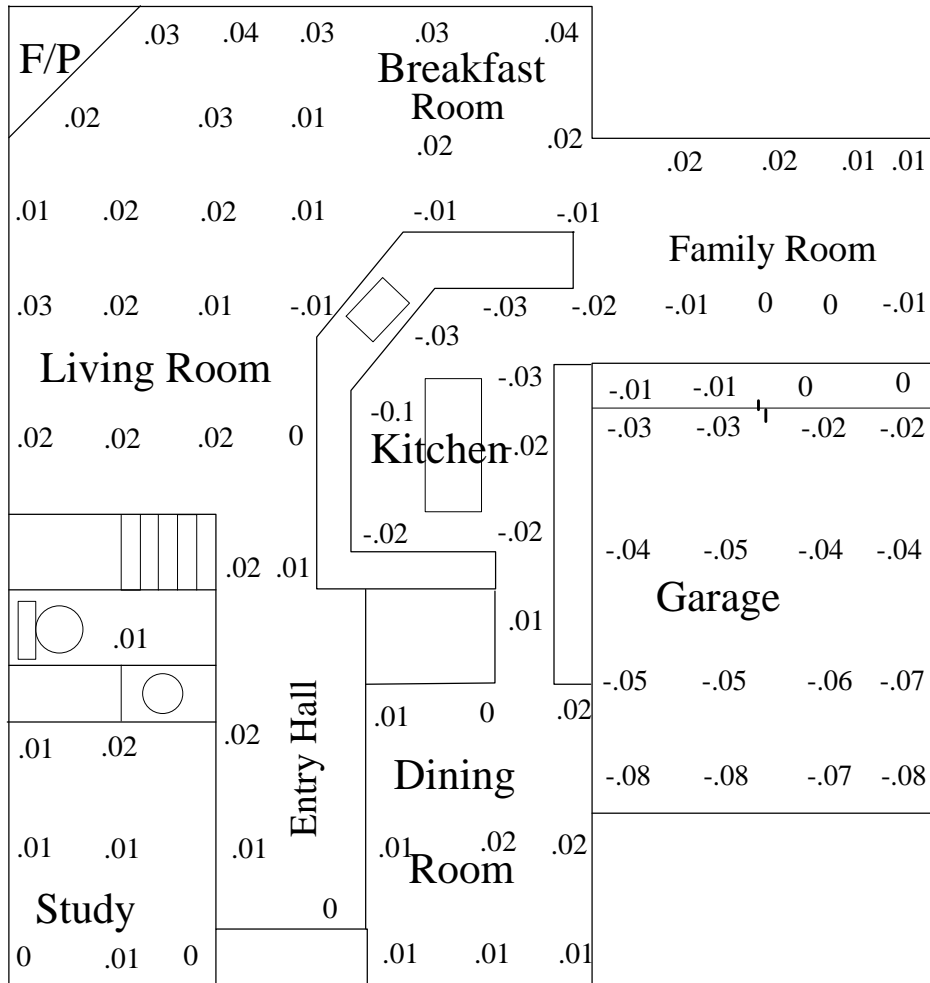 .03 .04 .03 .03 .04
F/P
Breakfast
Room
.02 .03 .01
.02 .02
.02 .02 .01 .01
.01 .02 .02 .01 -.01 -.01
Family Room
.03 .02 .01 -.01 -.03 -.02 -.01 0 0 -.01
-.03
Living Room
-.03
-.01 -.01 0 0
-0.1
-.03 -.03 -.02 -.02
.02 .02 .02 0
Kitchen -.02
-.02 -.02
-.04 -.05 -.04 -.04
.02 .01
Garage
.01
.01
-.05 -.05 -.06 -.07
.01 0 .02
Entry Hall
.01 .02 .02
Dining
-.08 -.08 -.07 -.08
.01 .01 .01 .01 .02 .02
Room
Study
0
0 .01 0 .01 .01 .01